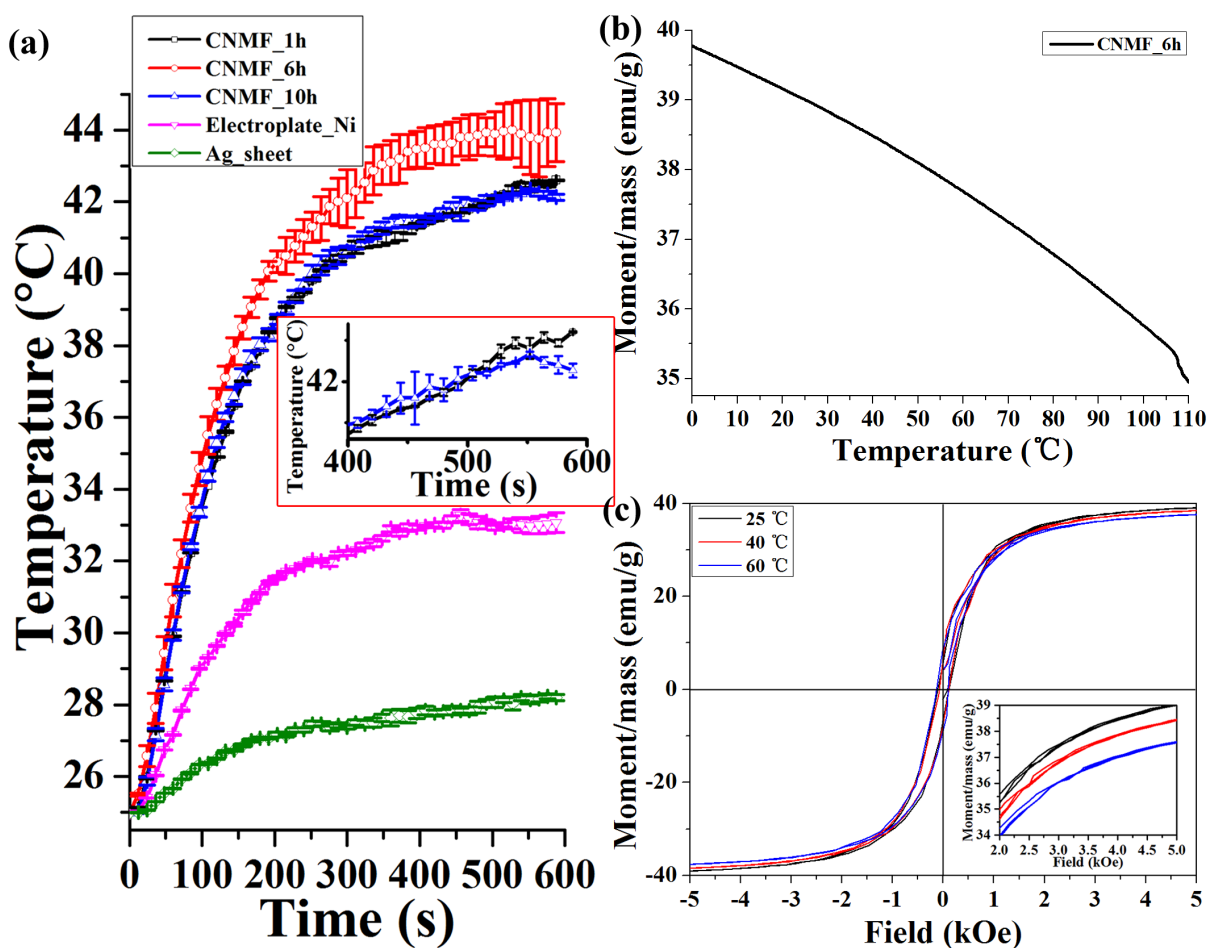 (a)
CNMF_1h
CNMF_6h
CNMF_10h
Electroplate_Ni
Ag_sheet
Temperature (°C)
44
42
40
38
36
34
32
30
28
26
0 100 200 300 400 500 600
Time (s)
Temperature (°C)
42
400 500 600
Time (s)
(b)
CNMF_6h
Moment/mass (emu/g)
40
39
38
37
36
35
0 10 20 30 40 50 60 70 80 90 100 110
Temperature (℃)
(c)
25 ℃
40 ℃
60 ℃
Moment/mass (emu/g)
40
20
0
-20
-40
-5 -4 -3 -2 -1 0 1 2 3 4 5
Field (kOe)
Moment/mass (emu/g)
39
38
37
36
35
34
2.0 2.5 3.0 3.5 4.0 4.5 5.0
Field (kOe)